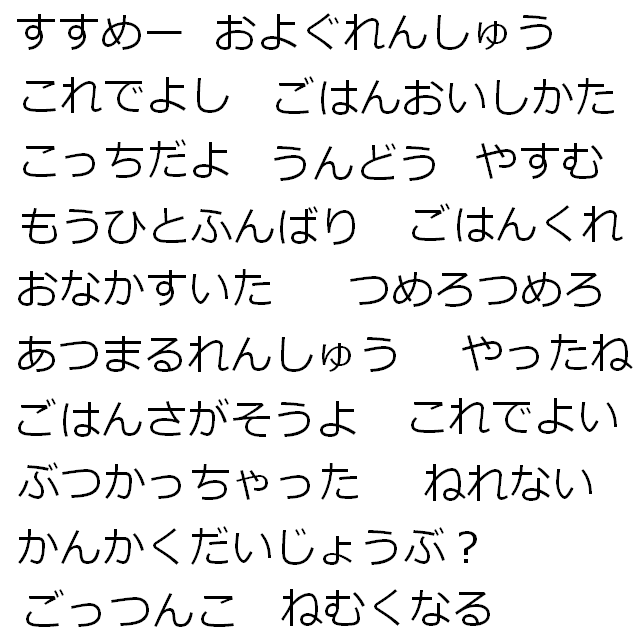 すすめー　およぐれんしゅう
これでよし　ごはんおいしかた
こっちだよ　うんどう　やすむ
もうひとふんばり　ごはんくれ
おなかすいた　つめろつめろ
あつまるれんしゅう　やったね
ごはんさがそうよ　これでよい
ぶつかっちゃった　ねれない
かんかくだいじょうぶ？
ごっつんこ　ねむくなる